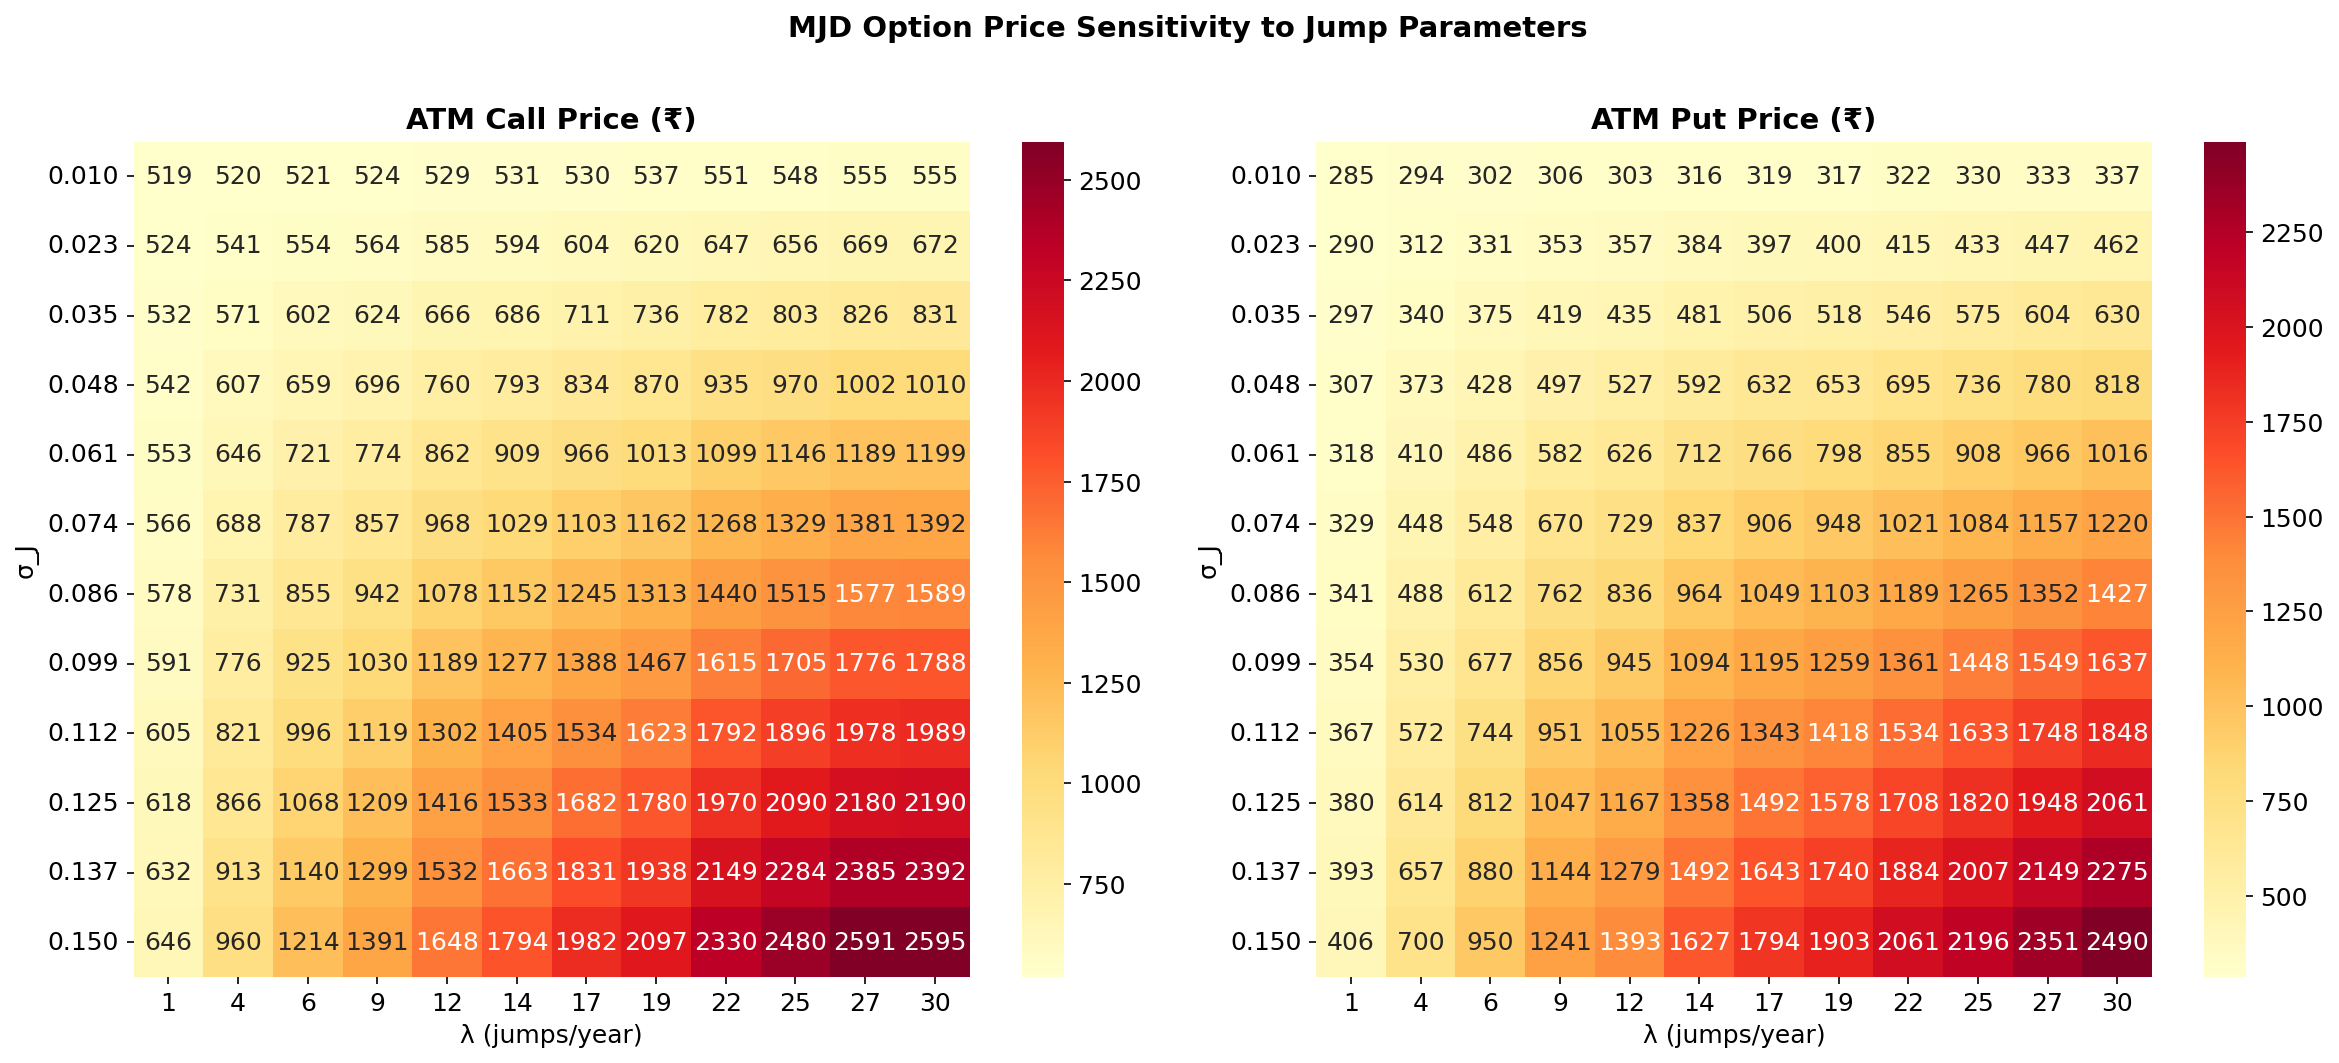 MJD Option Price Sensitivity to Jump Parameters
ATM Call Price (₹)
0.010 519 520 521 524 529 531 530 537 551 548 555 555
0.023 524 541 554 564 585 594 604 620 647 656 669 672
0.035 532 571 602 624 666 686 711 736 782 803 826 831
0.048 542 607 659 696 760 793 834 870 935 970 1002 1010
0.061 553 646 721 774 862 909 966 1013 1099 1146 1189 1199
0.074 566 688 787 857 968 1029 1103 1162 1268 1329 1381 1392
0.086 578 731 855 942 1078 1152 1245 1313 1440 1515 1577 1589
0.099 591 776 925 1030 1189 1277 1388 1467 1615 1705 1776 1788
0.112 605 821 996 1119 1302 1405 1534 1623 1792 1896 1978 1989
0.125 618 866 1068 1209 1416 1533 1682 1780 1970 2090 2180 2190
0.137 632 913 1140 1299 1532 1663 1831 1938 2149 2284 2385 2392
0.150 646 960 1214 1391 1648 1794 1982 2097 2330 2480 2591 2595
1 4 6 9 12 14 17 19 22 25 27 30
σ_J
λ (jumps/year)
2500
2250
2000
1750
1500
1250
1000
750
ATM Put Price (₹)
0.010 285 294 302 306 303 316 319 317 322 330 333 337
0.023 290 312 331 353 357 384 397 400 415 433 447 462
0.035 297 340 375 419 435 481 506 518 546 575 604 630
0.048 307 373 428 497 527 592 632 653 695 736 780 818
0.061 318 410 486 582 626 712 766 798 855 908 966 1016
0.074 329 448 548 670 729 837 906 948 1021 1084 1157 1220
0.086 341 488 612 762 836 964 1049 1103 1189 1265 1352 1427
0.099 354 530 677 856 945 1094 1195 1259 1361 1448 1549 1637
0.112 367 572 744 951 1055 1226 1343 1418 1534 1633 1748 1848
0.125 380 614 812 1047 1167 1358 1492 1578 1708 1820 1948 2061
0.137 393 657 880 1144 1279 1492 1643 1740 1884 2007 2149 2275
0.150 406 700 950 1241 1393 1627 1794 1903 2061 2196 2351 2490
1 4 6 9 12 14 17 19 22 25 27 30
σ_J
λ (jumps/year)
2250
2000
1750
1500
1250
1000
750
500